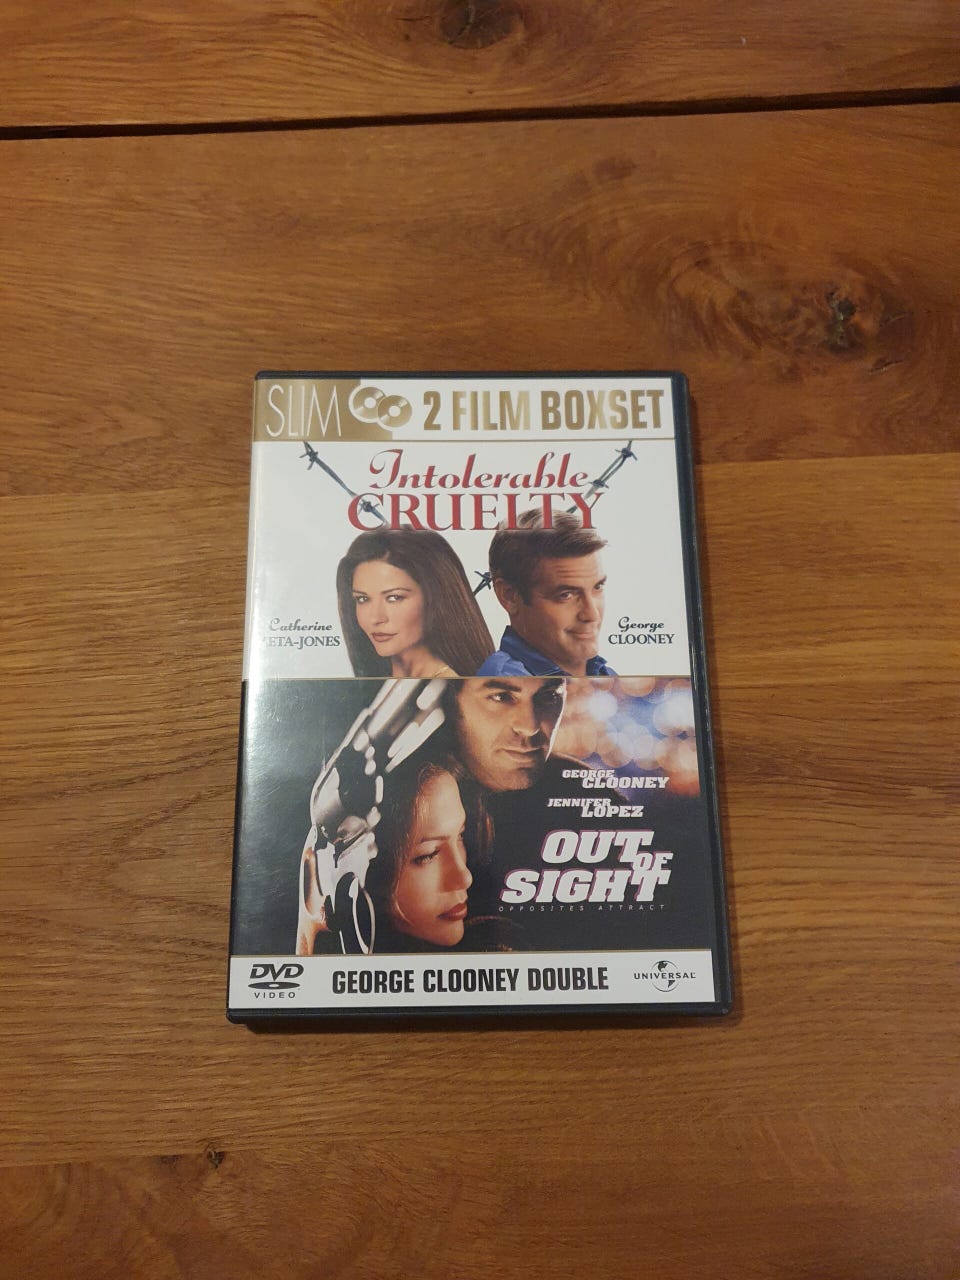 SLIM 2 FILM BOXSET
Intolerable
CRUELTY
Catherine
ETA-JONES
George
CLOONEY
GEORGE
CLOONEY
JENNIFER
LOPEZ
OUT
OF
SIGHT
OPPOSITES ATTRACT
DVD
VIDEO
GEORGE CLOONEY DOUBLE
UNIVERSAL